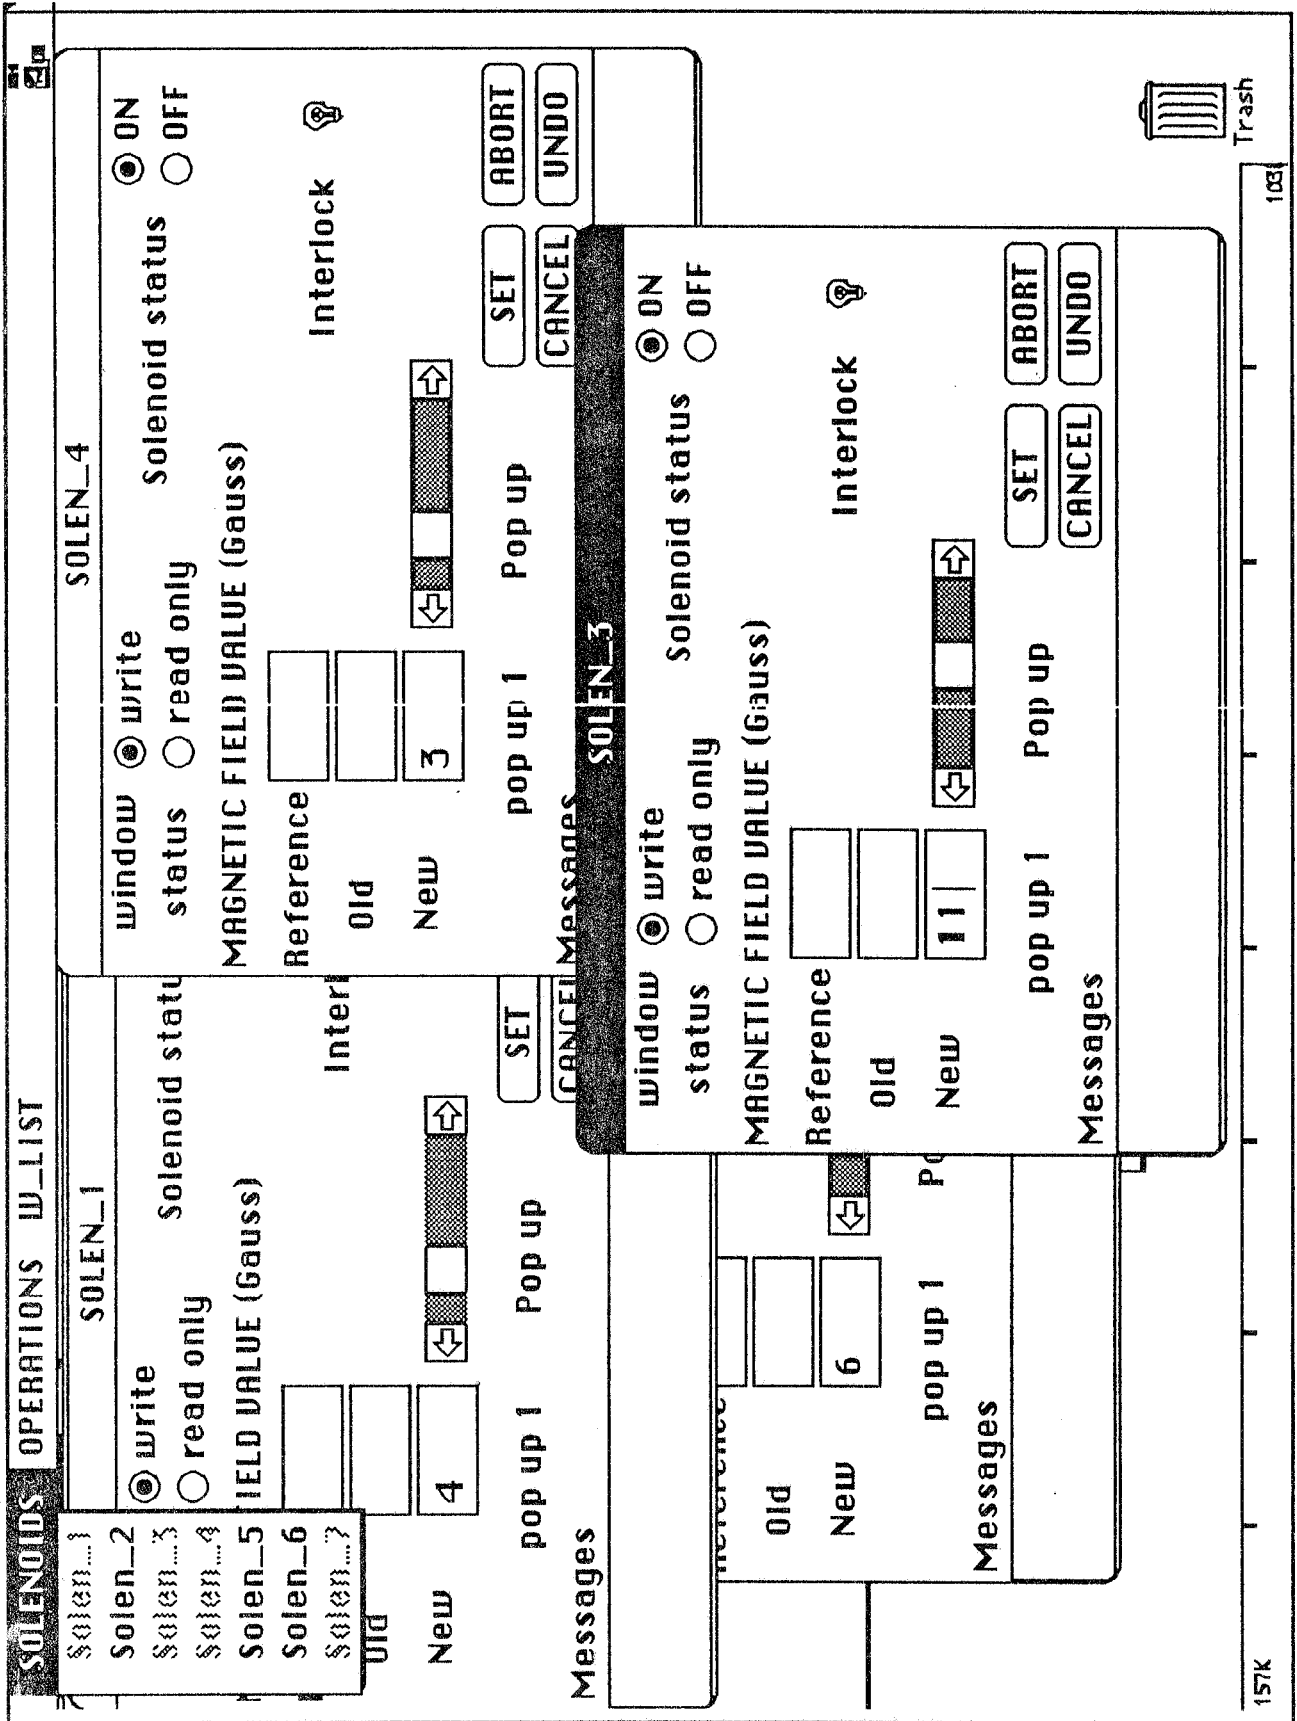 SOLENOIDS OPERATIONS W_LIST
Solen_1
Solen_2
Solen_3
Solen_4
Solen_5
Solen_6
Solen_7
SOLEN_1
write
read only
Solenoid statu
IELD VALUE (Gauss)
Interl
Old
New
4
pop up 1
Pop up
SET
CANCEL
Messages
SOLEN_4
Window
status
write
read only
Solenoid status
ON
OFF
MAGNETIC FIELD VALUE (Gauss)
Reference
Interlock
Old
New
3
pop up 1
Pop up
SET
ABORT
CANCEL
UNDO
Messages
SOLEN_3
Window
status
write
read only
Solenoid status
ON
OFF
MAGNETIC FIELD VALUE (Gauss)
Reference
Interlock
Old
New
11
pop up 1
Pop up
SET
ABORT
CANCEL
UNDO
Messages
Reference
Old
New
6
pop up 1
Po
Messages
Trash
157K